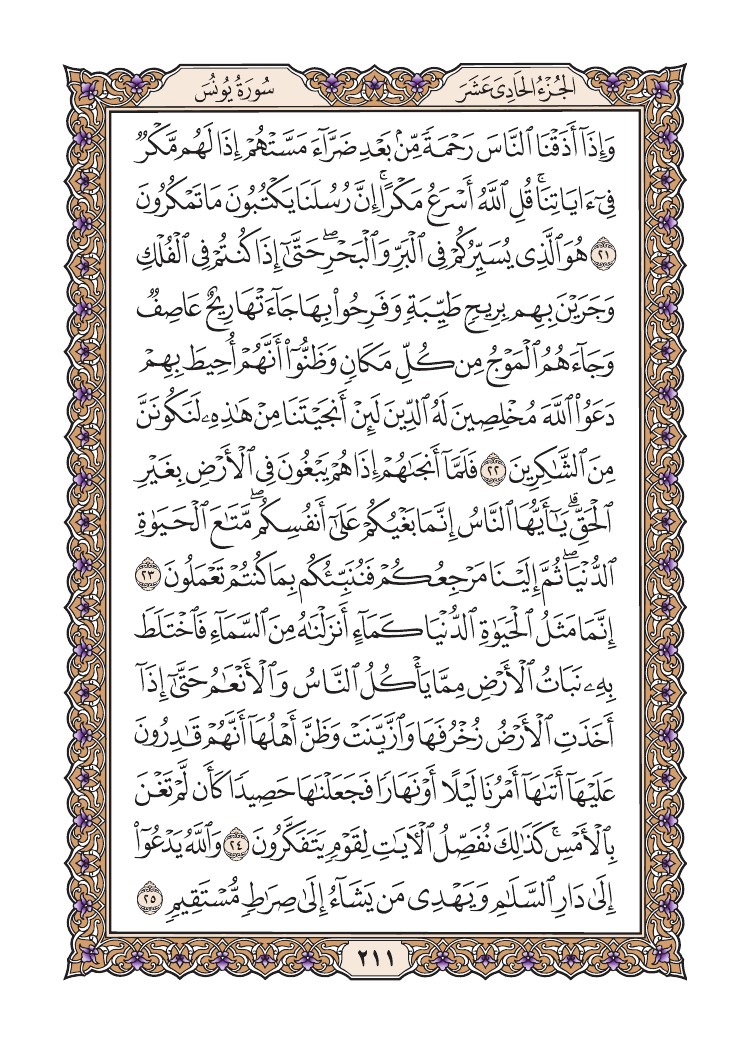 الجُزْءُ الحَادِىَ عَشَرَ
سُورَةُ يُونُسَ
وَإِذَآ أَذَقْنَا ٱلنَّاسَ رَحْمَةً مِّنۢ بَعْدِ ضَرَّآءَ مَسَّتْهُمْ إِذَا لَهُم مَّكْرٌ
فِىٓ ءَايَاتِنَا ۚ قُلِ ٱللَّهُ أَسْرَعُ مَكْرًا ۚ إِنَّ رُسُلَنَا يَكْتُبُونَ مَا تَمْكُرُونَ
٢١ هُوَ ٱلَّذِى يُسَيِّرُكُمْ فِى ٱلْبَرِّ وَٱلْبَحْرِ ۖ حَتَّىٰٓ إِذَا كُنتُمْ فِى ٱلْفُلْكِ
وَجَرَيْنَ بِهِم بِرِيحٍ طَيِّبَةٍ وَفَرِحُوا۟ بِهَا جَآءَتْهَا رِيحٌ عَاصِفٌ
وَجَآءَهُمُ ٱلْمَوْجُ مِن كُلِّ مَكَانٍ وَظَنُّوٓا۟ أَنَّهُمْ أُحِيطَ بِهِمْ
دَعَوُا۟ ٱللَّهَ مُخْلِصِينَ لَهُ ٱلدِّينَ لَئِنْ أَنجَيْتَنَا مِنْ هَٰذِهِۦ لَنَكُونَنَّ
مِنَ ٱلشَّٰكِرِينَ ٢٢ فَلَمَّآ أَنجَىٰهُمْ إِذَا هُمْ يَبْغُونَ فِى ٱلْأَرْضِ بِغَيْرِ
ٱلْحَقِّ ۗ يَٰٓأَيُّهَا ٱلنَّاسُ إِنَّمَا بَغْيُكُمْ عَلَىٰٓ أَنفُسِكُم ۖ مَّتَٰعَ ٱلْحَيَوٰةِ
ٱلدُّنْيَا ۖ ثُمَّ إِلَيْنَا مَرْجِعُكُمْ فَنُنَبِّئُكُم بِمَا كُنتُمْ تَعْمَلُونَ ٢٣
إِنَّمَا مَثَلُ ٱلْحَيَوٰةِ ٱلدُّنْيَا كَمَآءٍ أَنزَلْنَٰهُ مِنَ ٱلسَّمَآءِ فَٱخْتَلَطَ
بِهِۦ نَبَاتُ ٱلْأَرْضِ مِمَّا يَأْكُلُ ٱلنَّاسُ وَٱلْأَنْعَٰمُ حَتَّىٰٓ إِذَآ
أَخَذَتِ ٱلْأَرْضُ زُخْرُفَهَا وَٱزَّيَّنَتْ وَظَنَّ أَهْلُهَآ أَنَّهُمْ قَٰدِرُونَ
عَلَيْهَآ أَتَىٰهَآ أَمْرُنَا لَيْلًا أَوْ نَهَارًا فَجَعَلْنَٰهَا حَصِيدًا كَأَن لَّمْ تَغْنَ
بِٱلْأَمْسِ ۚ كَذَٰلِكَ نُفَصِّلُ ٱلْءَايَٰتِ لِقَوْمٍ يَتَفَكَّرُونَ ٢٤ وَٱللَّهُ يَدْعُوٓا۟
إِلَىٰ دَارِ ٱلسَّلَٰمِ وَيَهْدِى مَن يَشَآءُ إِلَىٰ صِرَٰطٍ مُّسْتَقِيمٍ ٢٥
٢١١